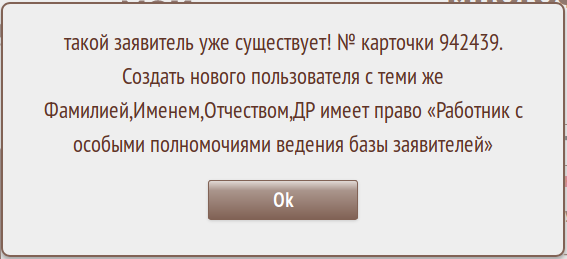 такой заявитель уже существует! № карточки 942439.
Создать нового пользователя с теми же
Фамилией,Именем,Отчеством,ДР имеет право «Работник с
особыми полномочиями ведения базы заявителей»
Ok